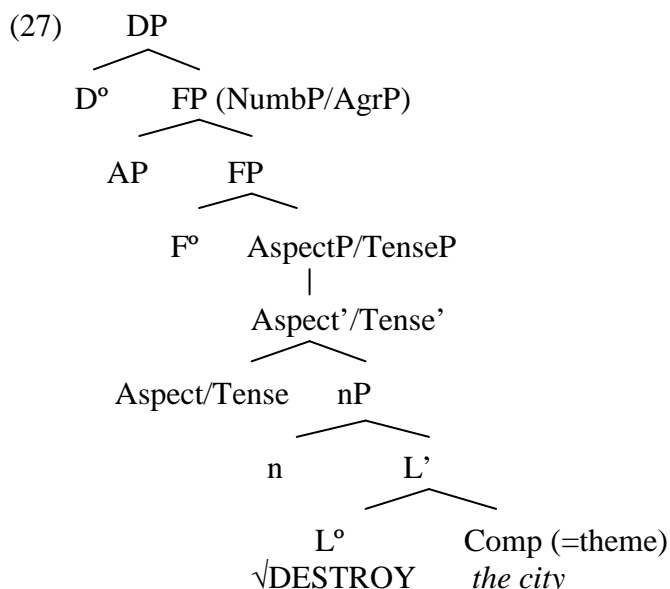 (27) DP
Dº FP (NumbP/AgrP)
AP FP
Fº AspectP/TenseP
Aspect’/Tense’
Aspect/Tense nP
n L’
Lº Comp (=theme)
√DESTROY the city